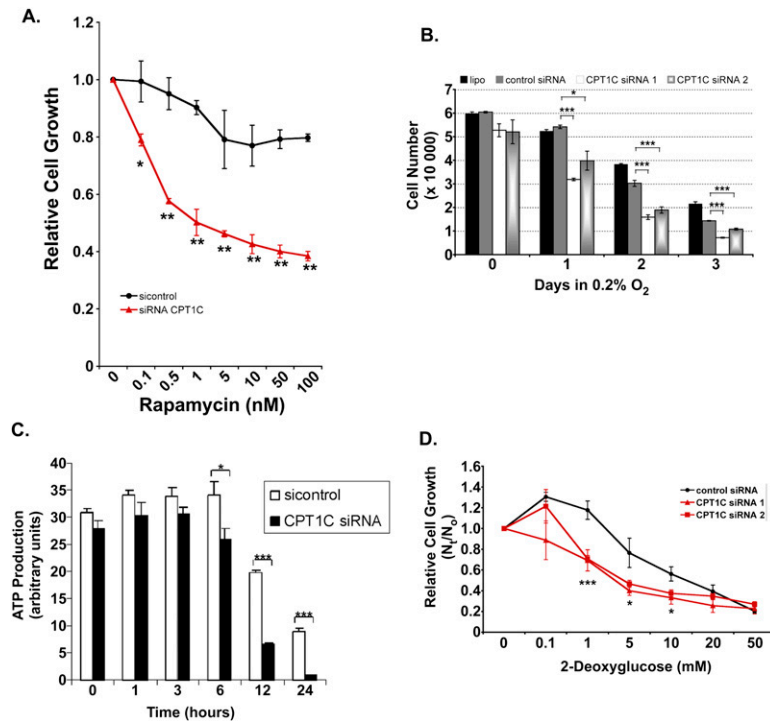 A.
1.2
1.0
0.8
0.6
0.4
0.2
0
Relative Cell Growth
*
**
**
**
**
**
**
sicontrol
siRNA CPT1C
0 0.1 0.5 1 5 10 50 100
Rapamycin (nM)
B.
lipo control siRNA CPT1C siRNA 1 CPT1C siRNA 2
7
6
5
4
3
2
1
0
Cell Number
(x 10 000)
*
***
***
***
***
***
0 1 2 3
Days in 0.2% O₂
C.
40
35
30
25
20
15
10
5
0
ATP Production
(arbitrary units)
*
***
***
sicontrol
CPT1C siRNA
0 1 3 6 12 24
Time (hours)
D.
1.6
1.4
1.2
1.0
0.8
0.6
0.4
0.2
0
Relative Cell Growth
(Nt/No)
control siRNA
CPT1C siRNA 1
CPT1C siRNA 2
***
*
*
0 0.1 1 5 10 20 50
2-Deoxyglucose (mM)